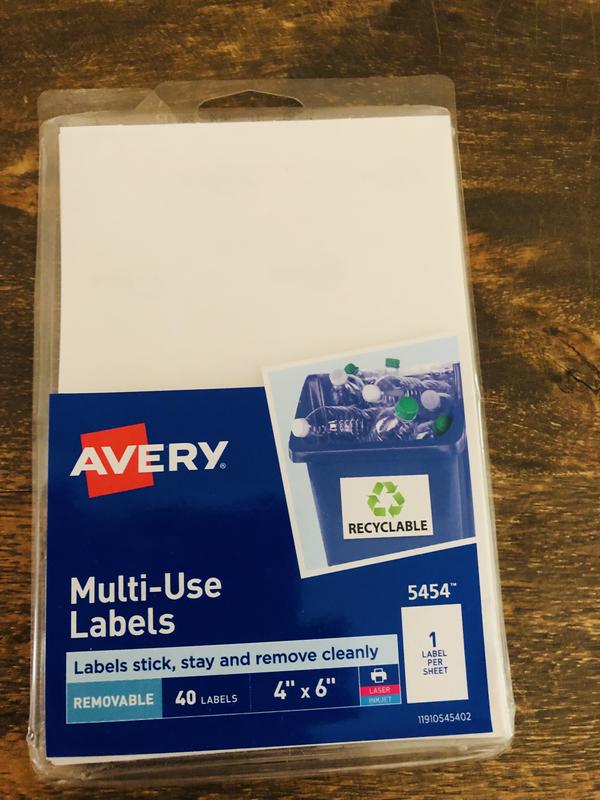 AVERY®
RECYCLABLE
Multi-Use
Labels
5454™
1
LABEL
PER
SHEET
Labels stick, stay and remove cleanly
REMOVABLE
40 LABELS
4" x 6"
LASER
INKJET
11910545402